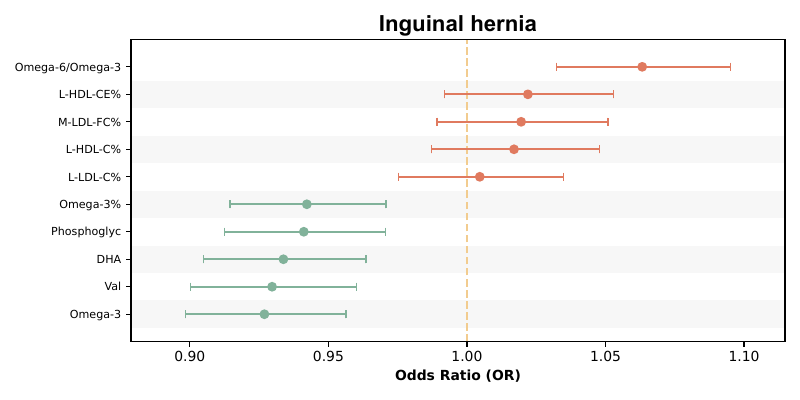 Inguinal hernia
Omega-6/Omega-3
L-HDL-CE%
M-LDL-FC%
L-HDL-C%
L-LDL-C%
Omega-3%
Phosphoglyc
DHA
Val
Omega-3
0.90 0.95 1.00 1.05 1.10
Odds Ratio (OR)